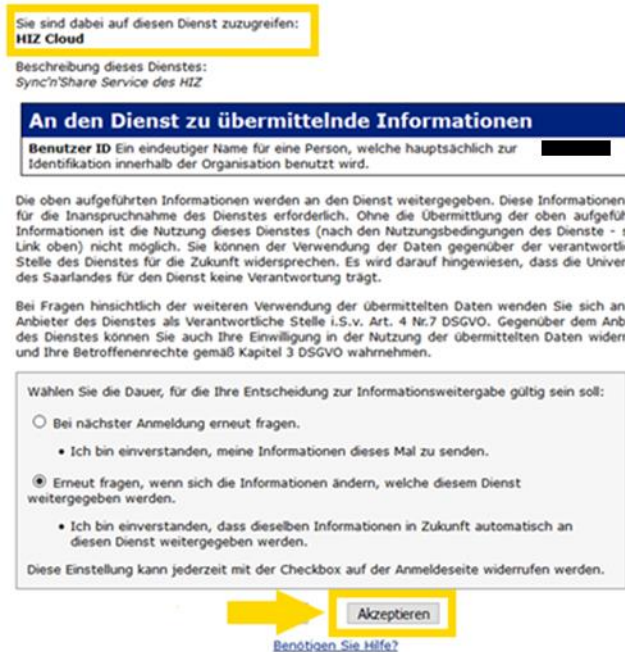 Sie sind dabei auf diesen Dienst zuzugreifen:
HIZ Cloud
Beschreibung dieses Dienstes:
Sync'n'Share Service des HIZ
An den Dienst zu übermittelnde Informationen
Benutzer ID Ein eindeutiger Name für eine Person, welche hauptsächlich zur
Identifikation innerhalb der Organisation benutzt wird.
Die oben aufgeführten Informationen werden an den Dienst weitergegeben. Diese Informationen
für die Inanspruchnahme des Dienstes erforderlich. Ohne die Übermittlung der oben aufgefüh
Informationen ist die Nutzung dieses Dienstes (nach den Nutzungsbedingungen des Dienste - s
Link oben) nicht möglich. Sie können der Verwendung der Daten gegenüber der verantwortli
Stelle des Dienstes für die Zukunft widersprechen. Es wird darauf hingewiesen, dass die Univer
des Saarlandes für den Dienst keine Verantwortung trägt.
Bei Fragen hinsichtlich der weiteren Verwendung der übermittelten Daten wenden Sie sich an
Anbieter des Dienstes als Verantwortliche Stelle i.S.v. Art. 4 Nr.7 DSGVO. Gegenüber dem Anb
des Dienstes können Sie auch Ihre Einwilligung in der Nutzung der übermittelten Daten widerr
und Ihre Betroffenenrechte gemäß Kapitel 3 DSGVO wahrnehmen.
Wählen Sie die Dauer, für die Ihre Entscheidung zur Informationsweitergabe gültig sein soll:
Bei nächster Anmeldung erneut fragen.
• Ich bin einverstanden, meine Informationen dieses Mal zu senden.
Erneut fragen, wenn sich die Informationen ändern, welche diesem Dienst
weitergegeben werden.
• Ich bin einverstanden, dass dieselben Informationen in Zukunft automatisch an
diesen Dienst weitergegeben werden.
Diese Einstellung kann jederzeit mit der Checkbox auf der Anmeldeseite widerrufen werden.
Akzeptieren
Benötigen Sie Hilfe?